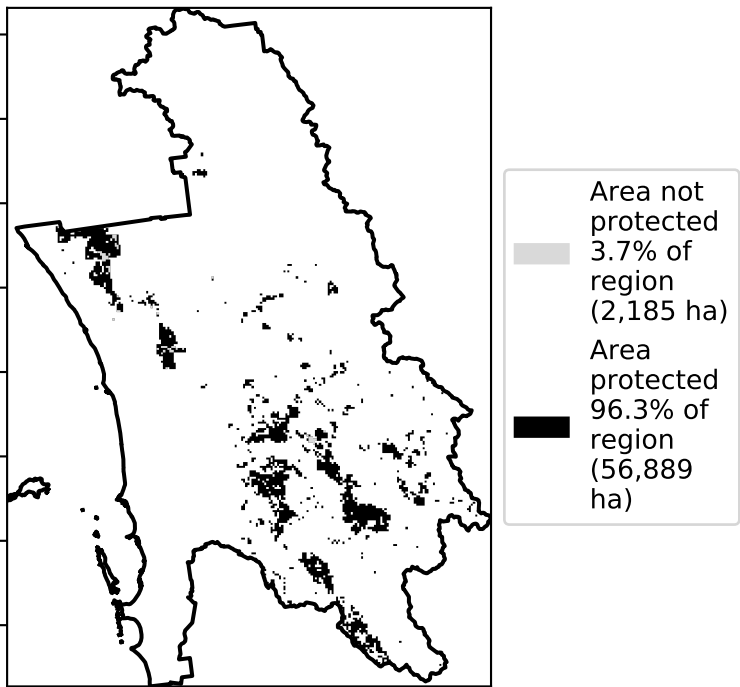 Area not
protected
3.7% of
region
(2,185 ha)
Area
protected
96.3% of
region
(56,889
ha)